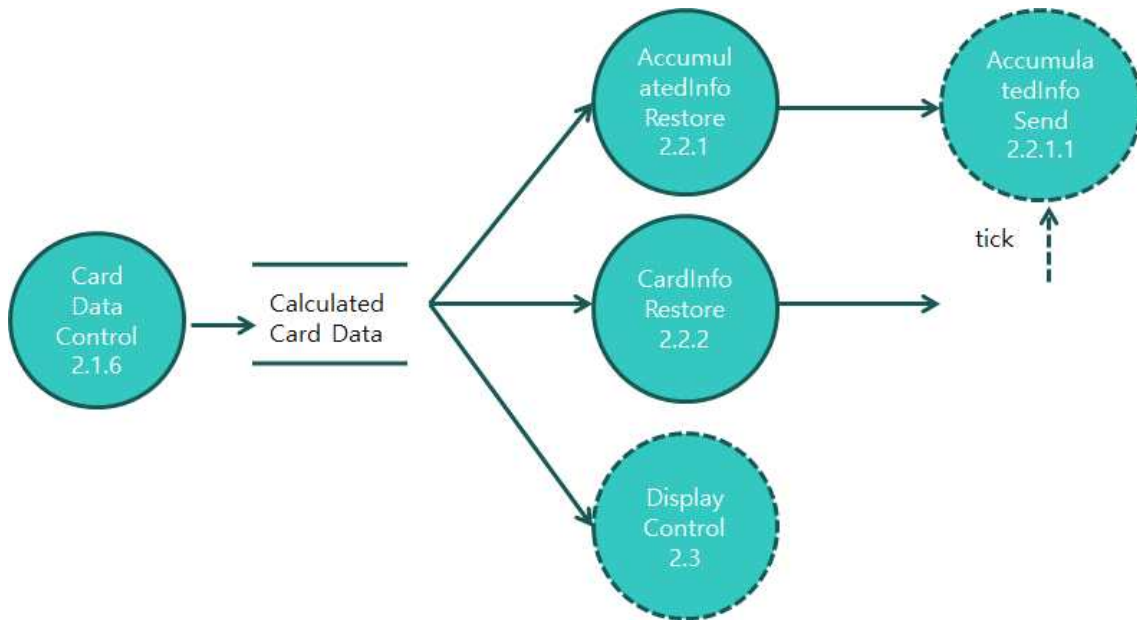 Accumul
atedInfo
Restore
2.2.1
Accumula
tedInfo
Send
2.2.1.1
tick
Card
Data
Control
2.1.6
Calculated
Card Data
CardInfo
Restore
2.2.2
Display
Control
2.3